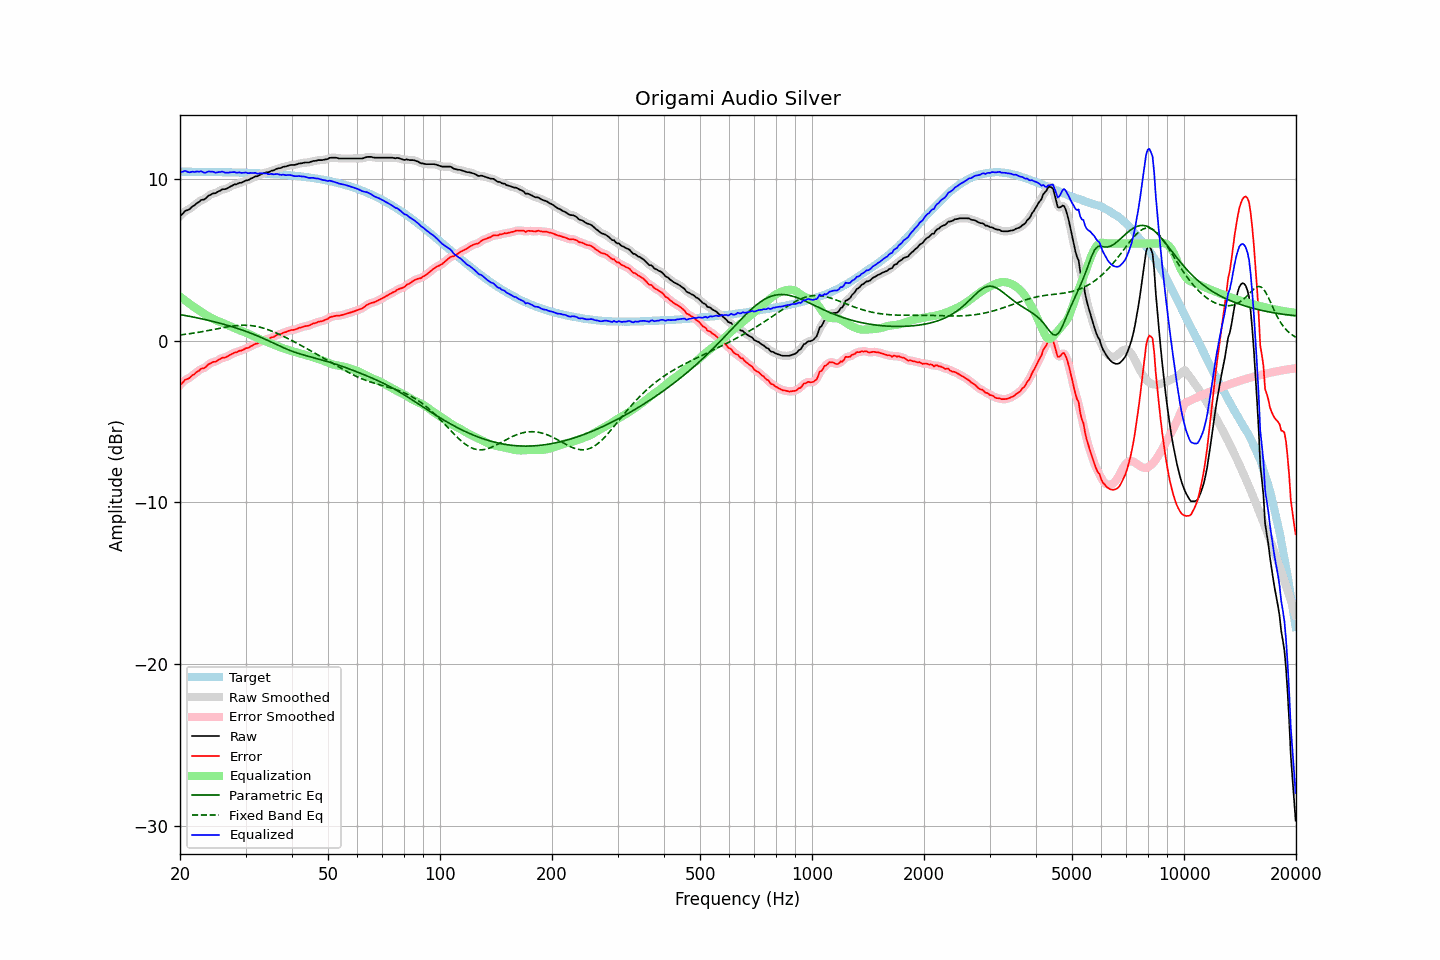 Origami Audio Silver
Amplitude (dBr)
10
0
−10
−20
−30
Target
Raw Smoothed
Error Smoothed
Raw
Error
Equalization
Parametric Eq
Fixed Band Eq
Equalized
20 50 100 200 500 1000 2000 5000 10000 20000
Frequency (Hz)